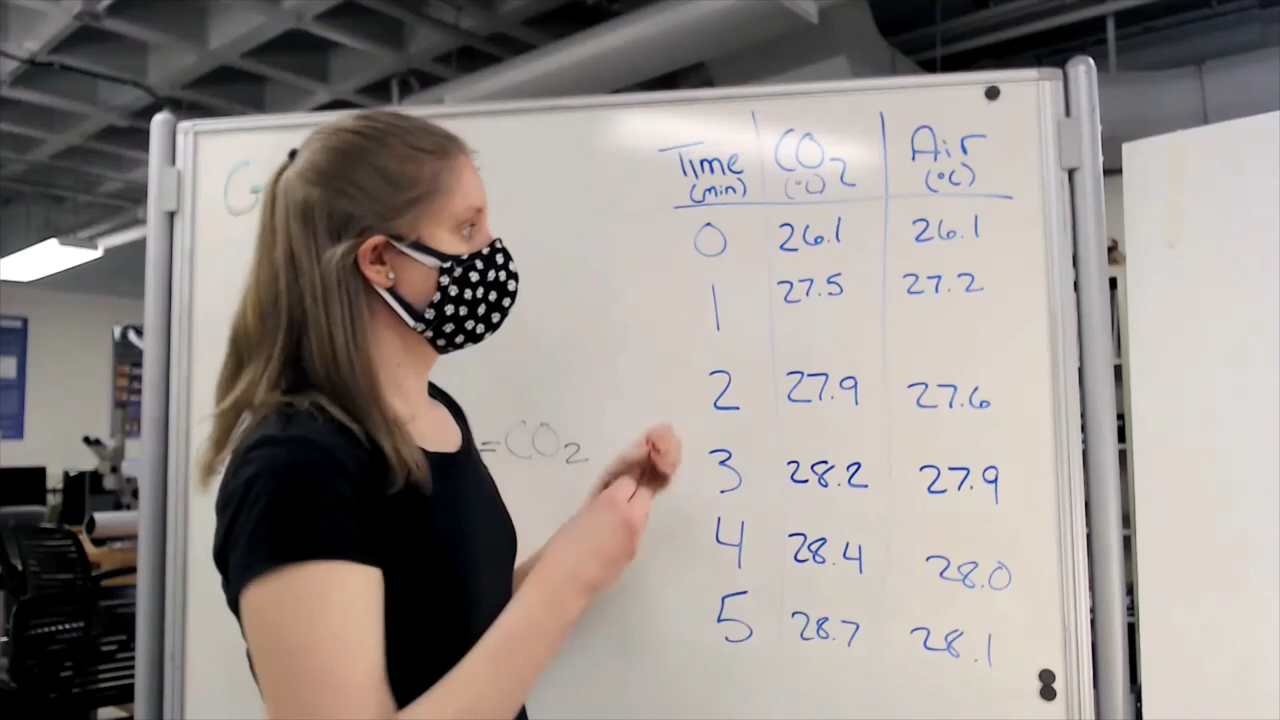 Time CO₂ Air
(min) (°C) (°C)
0 26.1 26.1
1 27.5 27.2
2 27.9 27.6
=CO₂
3 28.2 27.9
4 28.4 28.0
5 28.7 28.1